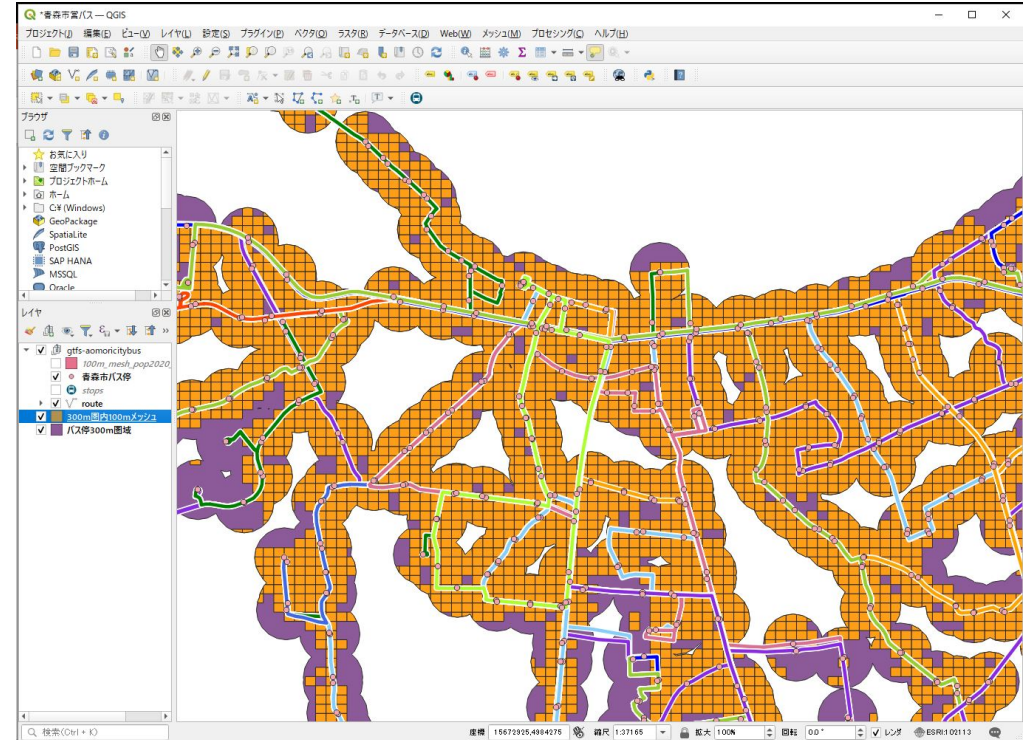 *青森市営バス — QGIS
プロジェクト(J) 編集(E) ビュー(V) レイヤ(L) 設定(S) プラグイン(P) ベクタ(O) ラスタ(R) データベース(D) Web(W) メッシュ(M) プロセシング(C) ヘルプ(H)
ブラウザ
お気に入り
空間ブックマーク
プロジェクトホーム
ホーム
C:¥ (Windows)
GeoPackage
SpatiaLite
PostGIS
SAP HANA
MSSQL
Oracle
レイヤ
gtfs-aomoricitybus
100m_mesh_pop2020_
青森市バス停
stops
route
300m圏内100mメッシュ
バス停300m圏域
検索(Ctrl + K)
座標 15672925,4984275 縮尺 1:37165 拡大 100% 回転 0.0° レンダ ESRI:102113